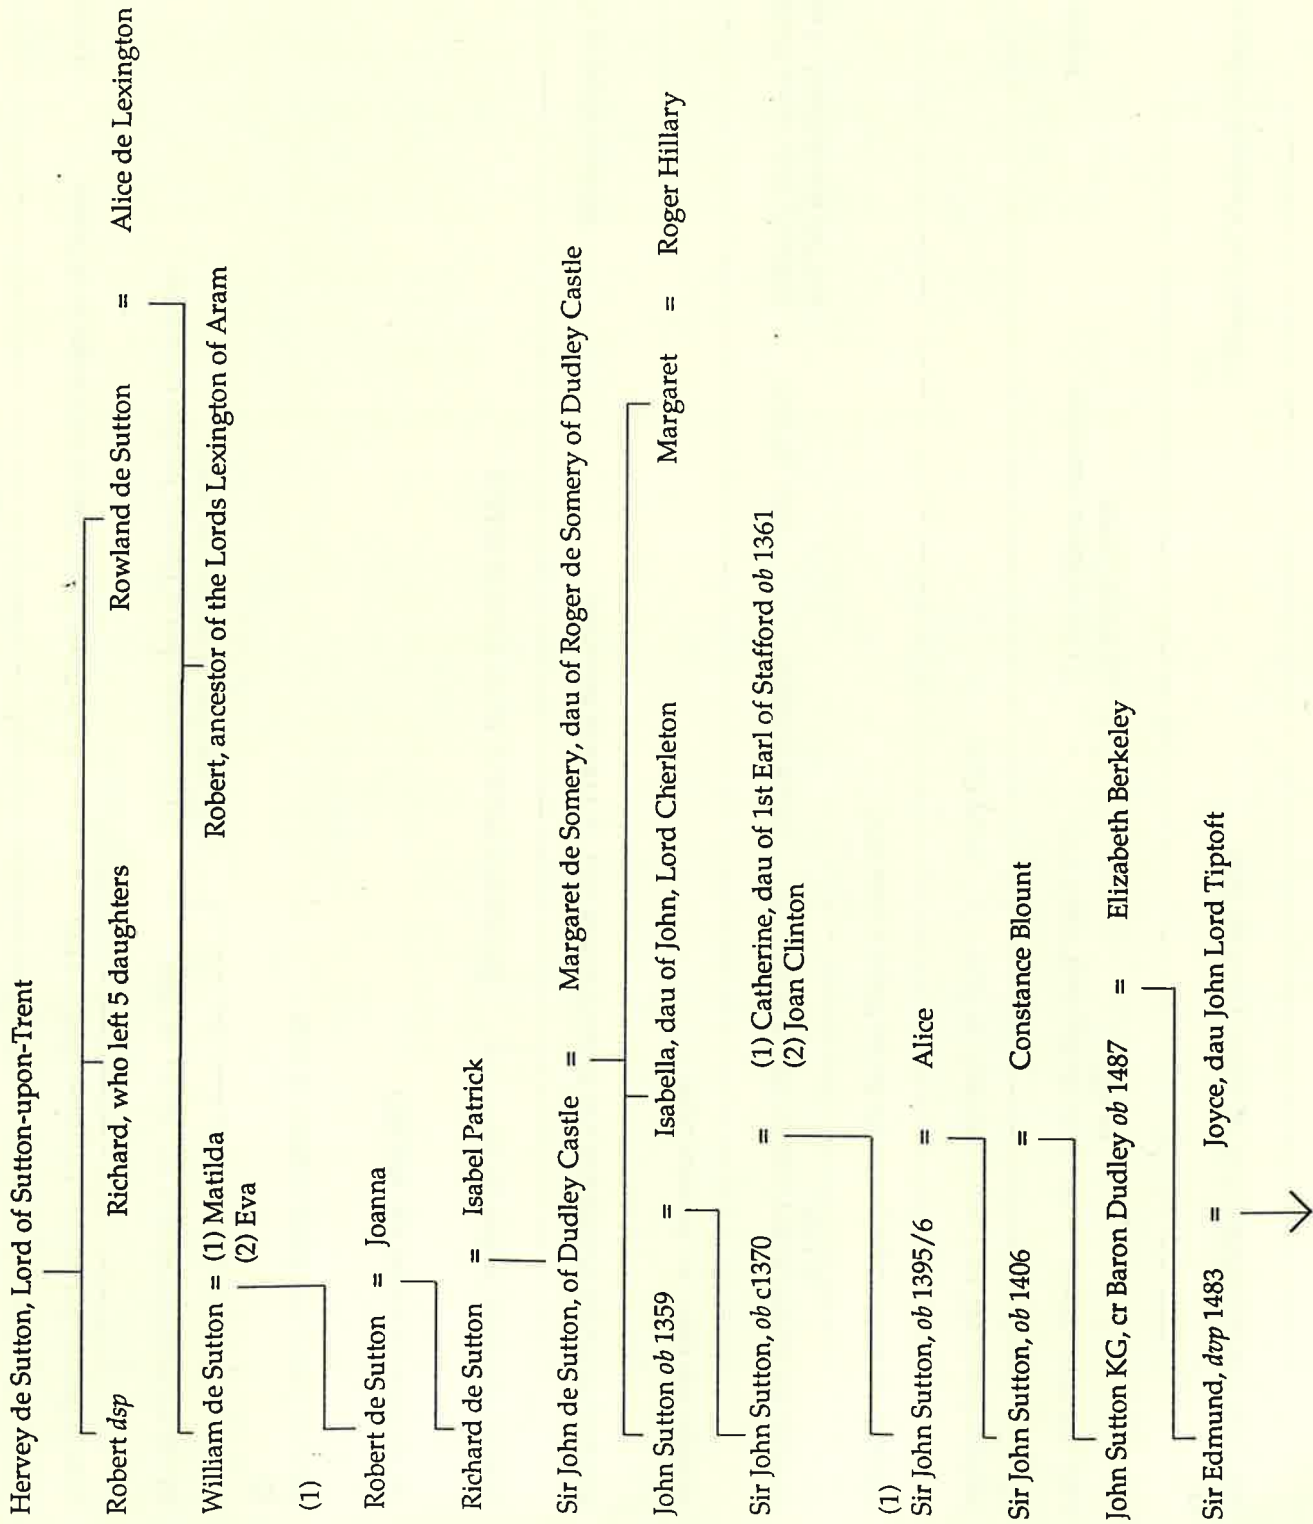 Hervey de Sutton, Lord of Sutton-upon-Trent
Robert dsp Richard, who left 5 daughters Rowland de Sutton = Alice de Lexington
William de Sutton = (1) Matilda Robert, ancestor of the Lords Lexington of Aram
(2) Eva
(1)
Robert de Sutton = Joanna
Richard de Sutton = Isabel Patrick
Sir John de Sutton, of Dudley Castle = Margaret de Somery, dau of Roger de Somery of Dudley Castle
John Sutton ob 1359 = Isabella, dau of John, Lord Cherleton Margaret = Roger Hillary
Sir John Sutton, ob c1370 = (1) Catherine, dau of 1st Earl of Stafford ob 1361
(2) Joan Clinton
(1)
Sir John Sutton, ob 1395/6 = Alice
Sir John Sutton, ob 1406 = Constance Blount
John Sutton KG, cr Baron Dudley ob 1487 = Elizabeth Berkeley
Sir Edmund, dvp 1483 = Joyce, dau John Lord Tiptoft